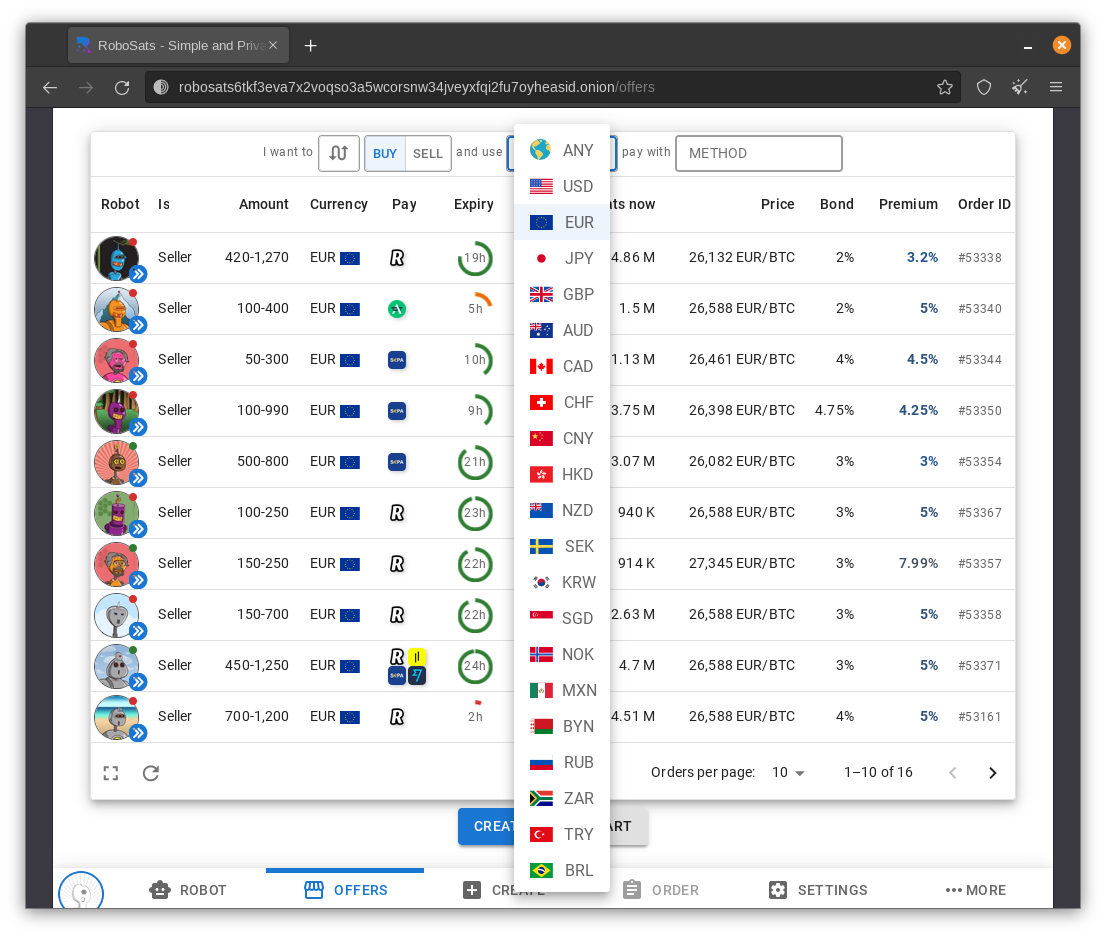 RoboSats - Simple and Priva
robosats6tkf3eva7x2voqso3a5wcorsnw34jveyxfqi2fu7oyheasid.onion/offers
I want to BUY SELL and use pay with METHOD
Robot Is Amount Currency Pay Expiry ts now Price Bond Premium Order ID
Seller 420-1,270 EUR R 19h 4.86 M 26,132 EUR/BTC 2% 3.2% #53338
Seller 100-400 EUR 5h 1.5 M 26,588 EUR/BTC 2% 5% #53340
Seller 50-300 EUR SEPA 10h 1.13 M 26,461 EUR/BTC 4% 4.5% #53344
Seller 100-990 EUR SEPA 9h 3.75 M 26,398 EUR/BTC 4.75% 4.25% #53350
Seller 500-800 EUR SEPA 21h 3.07 M 26,082 EUR/BTC 3% 3% #53354
Seller 100-250 EUR R 23h 940 K 26,588 EUR/BTC 3% 5% #53367
Seller 150-250 EUR R 22h 914 K 27,345 EUR/BTC 3% 7.99% #53357
Seller 150-700 EUR R 22h 2.63 M 26,588 EUR/BTC 3% 5% #53358
Seller 450-1,250 EUR R SEPA 24h 4.7 M 26,588 EUR/BTC 3% 5% #53371
Seller 700-1,200 EUR R 2h 4.51 M 26,588 EUR/BTC 4% 5% #53161
ANY
USD
EUR
JPY
GBP
AUD
CAD
CHF
CNY
HKD
NZD
SEK
KRW
SGD
NOK
MXN
BYN
RUB
ZAR
TRY
BRL
Orders per page: 10 1–10 of 16
CREAT ART
ROBOT OFFERS CREATE ORDER SETTINGS MORE